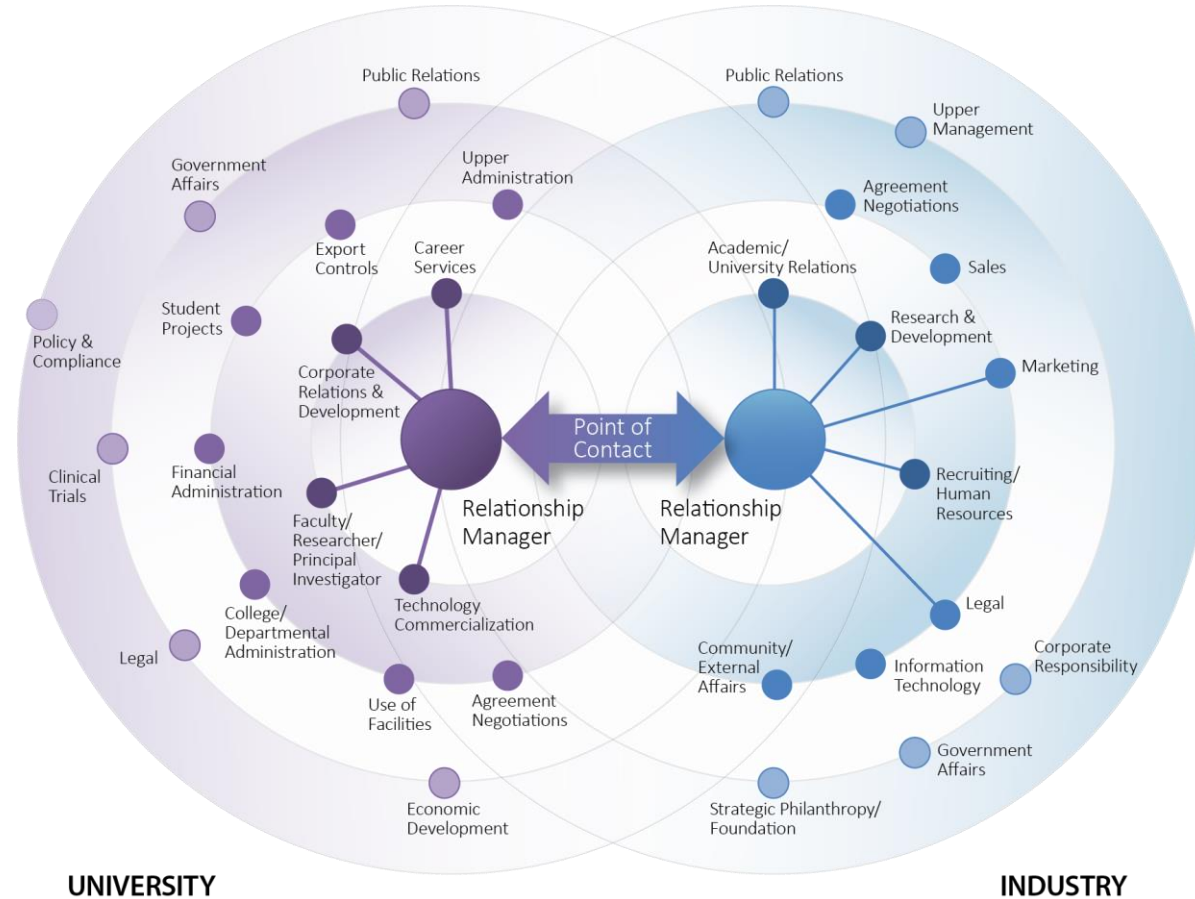 Public Relations
Government
Affairs
Upper
Administration
Export
Controls
Career
Services
Student
Projects
Policy &
Compliance
Corporate
Relations &
Development
Clinical
Trials
Financial
Administration
Faculty/
Researcher/
Principal
Investigator
Relationship
Manager
Technology
Commercialization
College/
Departmental
Administration
Legal
Use of
Facilities
Agreement
Negotiations
Economic
Development
UNIVERSITY
Point of
Contact
Public Relations
Upper
Management
Agreement
Negotiations
Academic/
University Relations
Sales
Research &
Development
Marketing
Relationship
Manager
Recruiting/
Human
Resources
Legal
Community/
External
Affairs
Information
Technology
Corporate
Responsibility
Government
Affairs
Strategic Philanthropy/
Foundation
INDUSTRY